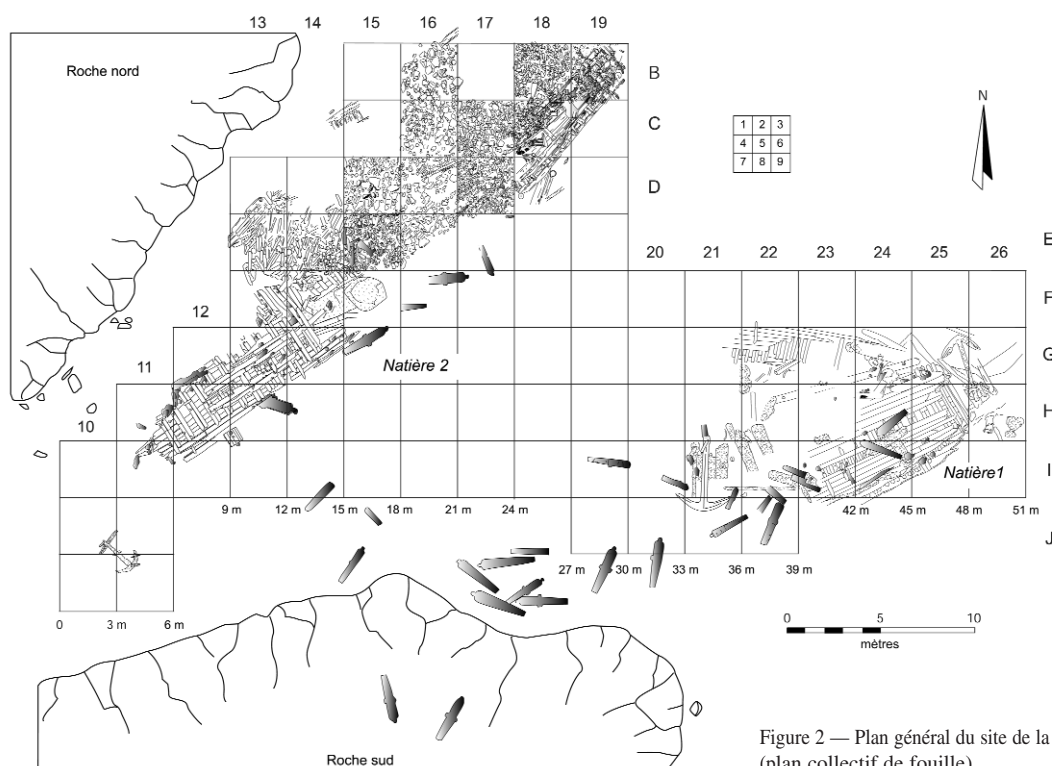 13 14 15 16 17 18 19
Roche nord
B
C
1 2 3
4 5 6
7 8 9
N
D
E
20 21 22 23 24 25 26
F
12
G
Natière 2
11
H
10
I
Natière1
9 m 12 m 15 m 18 m 21 m 24 m 42 m 45 m 48 m 51 m
J
27 m 30 m 33 m 36 m 39 m
0 3 m 6 m
0 5 10
mètres
Roche sud
Figure 2 — Plan général du site de la
(plan collectif de fouille)